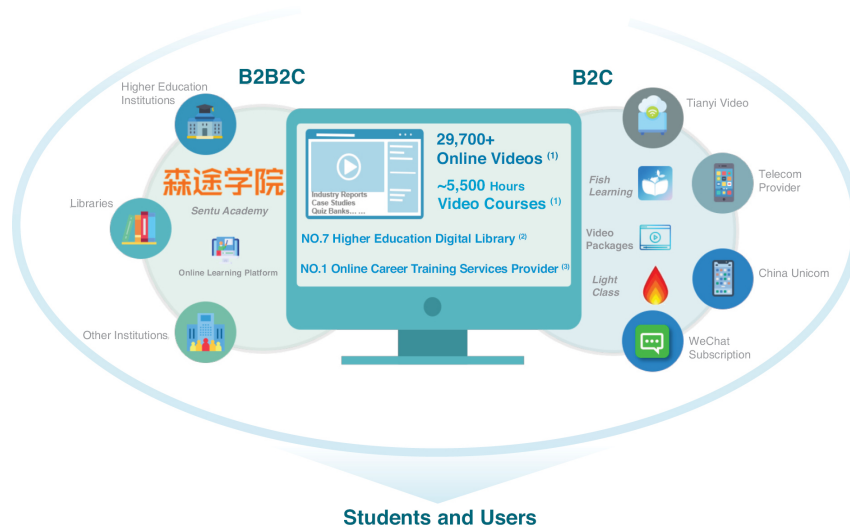 B2B2C
B2C
Higher Education
Institutions
Libraries
Other Institutions
森途学院
Sentu Academy
Online Learning Platform
Industry Reports
Case Studies
Quiz Banks... ...
29,700+
Online Videos (1)
~5,500 Hours
Video Courses (1)
NO.7 Higher Education Digital Library (2)
NO.1 Online Career Training Services Provider (3)
Fish
Learning
Video
Packages
Light
Class
Tianyi Video
Telecom
Provider
China Unicom
WeChat
Subscription
Students and Users